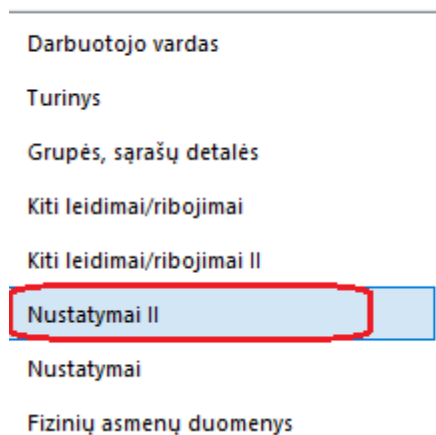 Darbuotojo vardas
Turinys
Grupės, sąrašų detalės
Kiti leidimai/ribojimai
Kiti leidimai/ribojimai II
Nustatymai II
Nustatymai
Fizinių asmenų duomenys